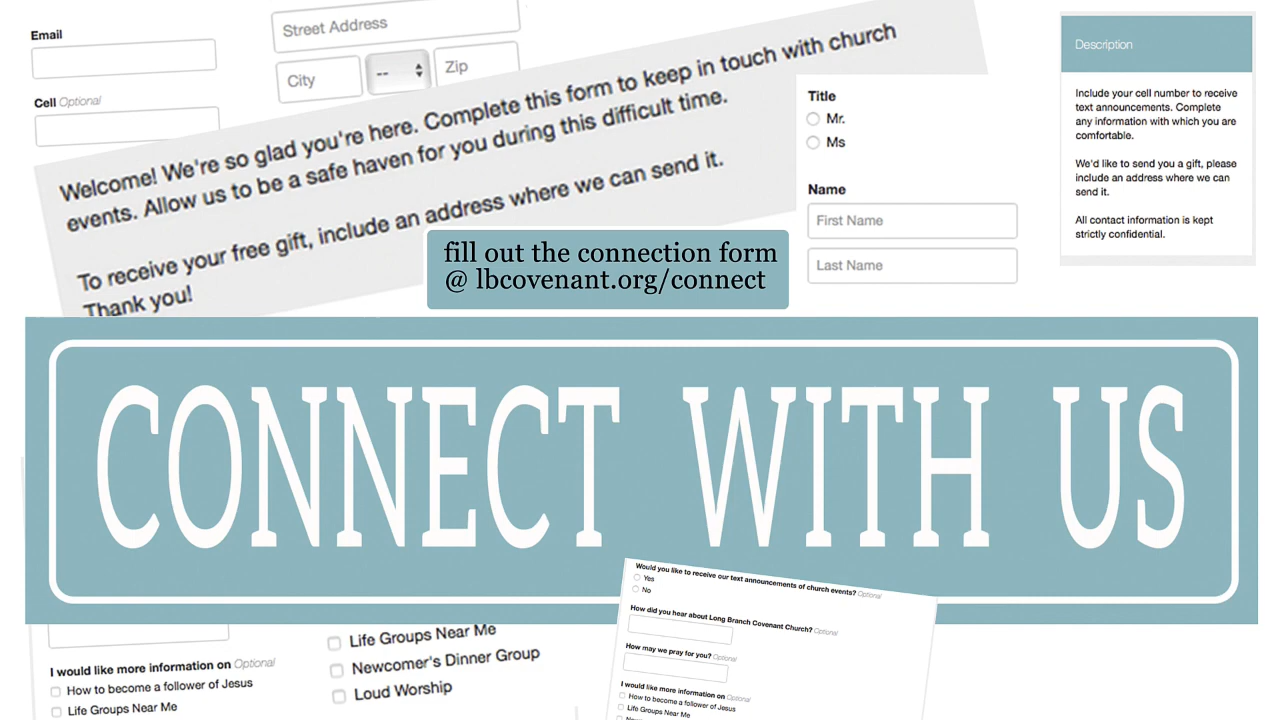 Email
Cell Optional
Street Address
City
--
Zip
Welcome! We're so glad you're here. Complete this form to keep in touch with church
events. Allow us to be a safe haven for you during this difficult time.
To receive your free gift, include an address where we can send it.
Thank you!
Title
Mr.
Ms
Name
First Name
Last Name
Description
Include your cell number to receive
text announcements. Complete
any information with which you are
comfortable.
We'd like to send you a gift, please
include an address where we can
send it.
All contact information is kept
strictly confidential.
fill out the connection form
@ lbcovenant.org/connect
CONNECT WITH US
I would like more information on Optional
How to become a follower of Jesus
Life Groups Near Me
Life Groups Near Me
Newcomer's Dinner Group
Loud Worship
Would you like to receive our text announcements of church events? Optional
Yes
No
How did you hear about Long Branch Covenant Church? Optional
How may we pray for you? Optional
I would like more information on Optional
How to become a follower of Jesus
Life Groups Near Me